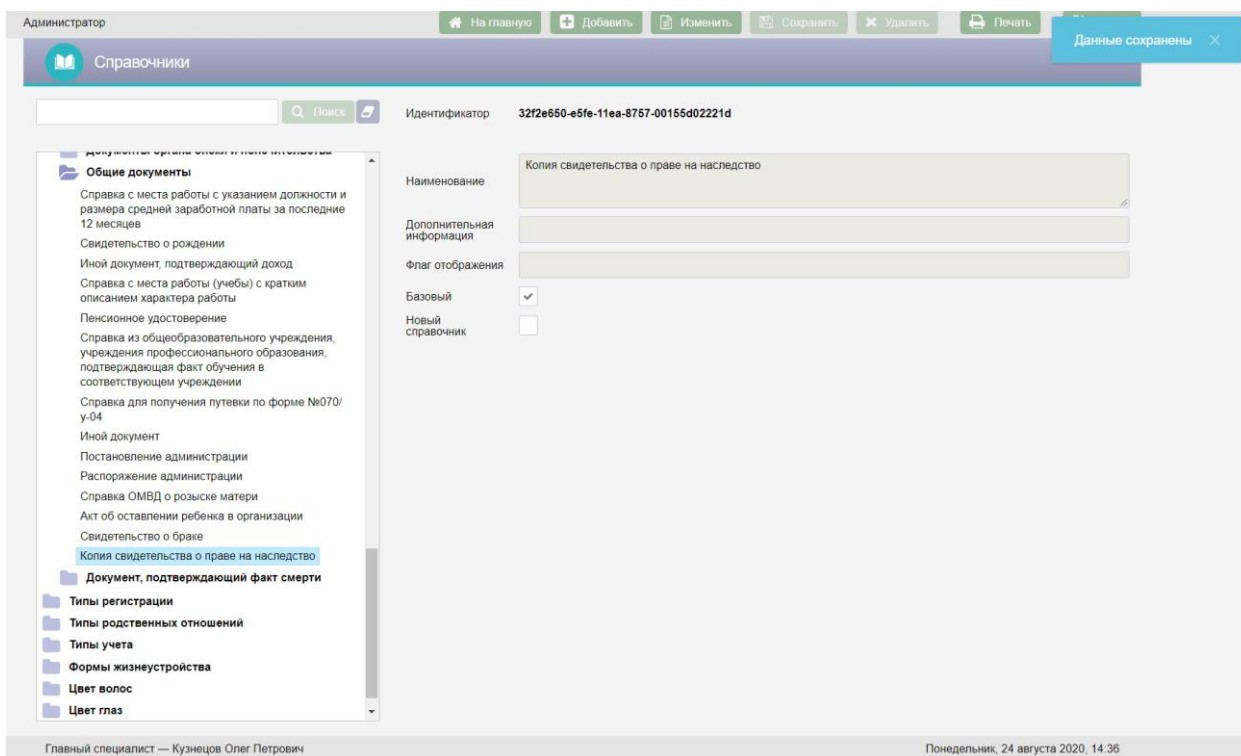 Администратор
На главную
Добавить
Изменить
Сохранить
Удалить
Печать
Данные сохранены
Справочники
Поиск
Идентификатор
32f2e650-e5fe-11ea-8757-00155d02221d
Документы органа опеки и попечительства
Общие документы
Справка с места работы с указанием должности и
размера средней заработной платы за последние
12 месяцев
Свидетельство о рождении
Иной документ, подтверждающий доход
Справка с места работы (учебы) с кратким
описанием характера работы
Пенсионное удостоверение
Справка из общеобразовательного учреждения,
учреждения профессионального образования,
подтверждающая факт обучения в
соответствующем учреждении
Справка для получения путевки по форме №070/
у-04
Иной документ
Постановление администрации
Распоряжение администрации
Справка ОМВД о розыске матери
Акт об оставлении ребенка в организации
Свидетельство о браке
Копия свидетельства о праве на наследство
Документ, подтверждающий факт смерти
Типы регистрации
Типы родственных отношений
Типы учета
Формы жизнеустройства
Цвет волос
Цвет глаз
Наименование
Копия свидетельства о праве на наследство
Дополнительная
информация
Флаг отображения
Базовый
Новый
справочник
Главный специалист — Кузнецов Олег Петрович
Понедельник, 24 августа 2020, 14:36